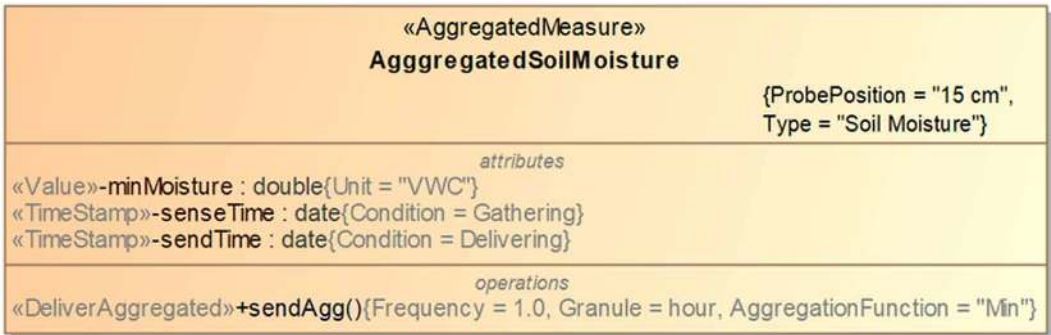 «AggregatedMeasure»
AgggregatedSoilMoisture
{ProbePosition = "15 cm",
Type = "Soil Moisture"}
attributes
«Value»-minMoisture : double{Unit = "VWC"}
«TimeStamp»-senseTime : date{Condition = Gathering}
«TimeStamp»-sendTime : date{Condition = Delivering}
operations
«DeliverAggregated»+sendAgg(){Frequency = 1.0, Granule = hour, AggregationFunction = "Min"}